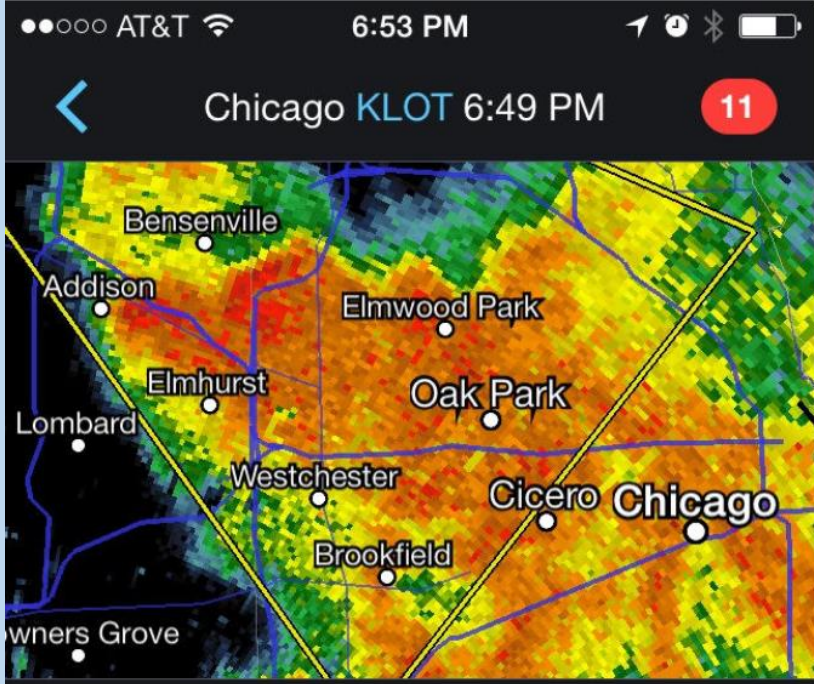 AT&T 6:53 PM
Chicago KLOT 6:49 PM 11
Bensenville
Addison
Elmwood Park
Elmhurst
Oak Park
Lombard
Westchester
Cicero Chicago
Brookfield
wners Grove